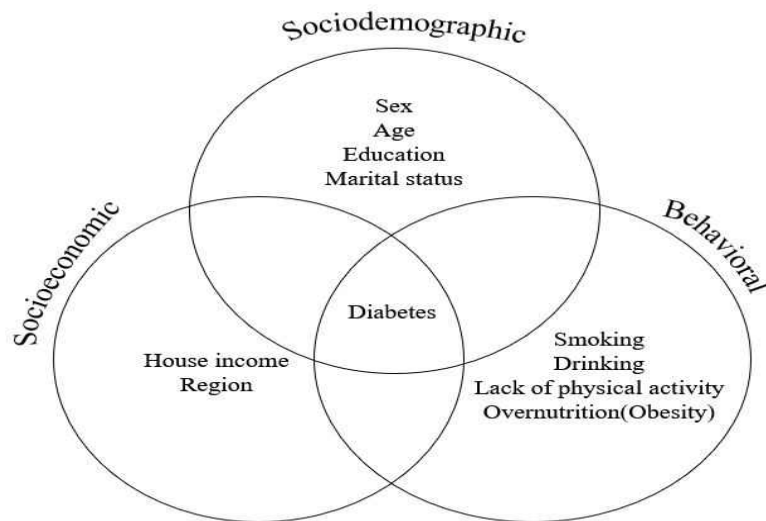 Sociodemographic
Sex
Age
Education
Marital status
Socioeconomic
Behavioral
Diabetes
House income
Region
Smoking
Drinking
Lack of physical activity
Overnutrition(Obesity)